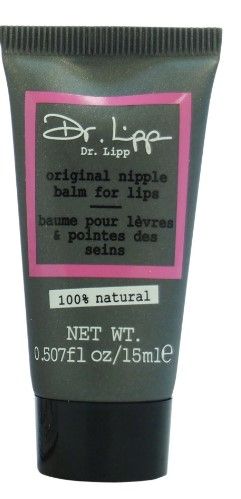 Dr. Lipp
Dr. Lipp
original nipple
balm for lips
baume pour lèvres
& pointes des
seins
100% natural
NET WT.
0.507fl oz/15ml℮